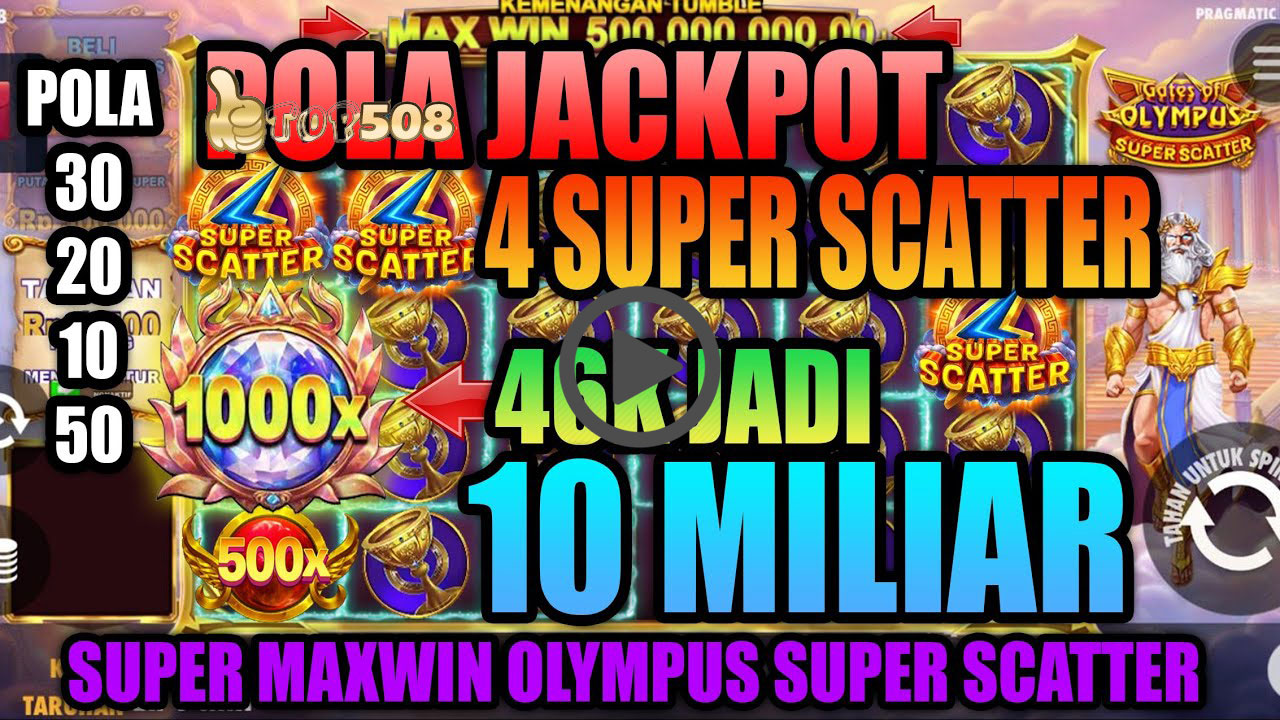 KEMENANGAN TUMBLE
MAX WIN 500,000,000.00
PRAGMATIC
BELI
POLA
30
20
10
50
POLA JACKPOT
TOP508
4 SUPER SCATTER
SUPER
SCATTER
SUPER
SCATTER
Gates of
OLYMPUS
SUPER SCATTER
46K JADI
SUPER
SCATTER
1000x
10 MILIAR
500x
TAHAN UNTUK SPI
SUPER MAXWIN OLYMPUS SUPER SCATTER